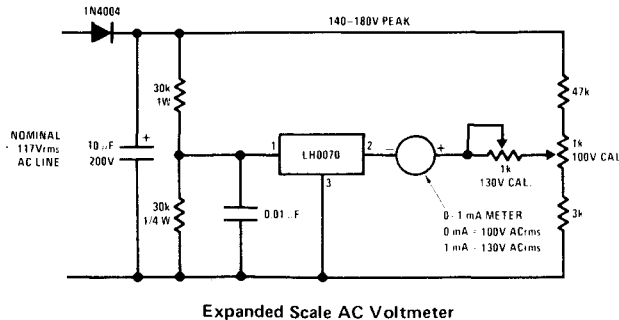 1N4004
140-180V PEAK
30k
1W
47k
NOMINAL
117Vrms
AC LINE
10 µF
200V
+
1
LH0070
2
3
−
+
1k
130V CAL.
1k
100V CAL
30k
1/4 W
0.01 µF
0-1 mA METER
0 mA = 100V ACrms
1 mA = 130V ACrms
3k
Expanded Scale AC Voltmeter